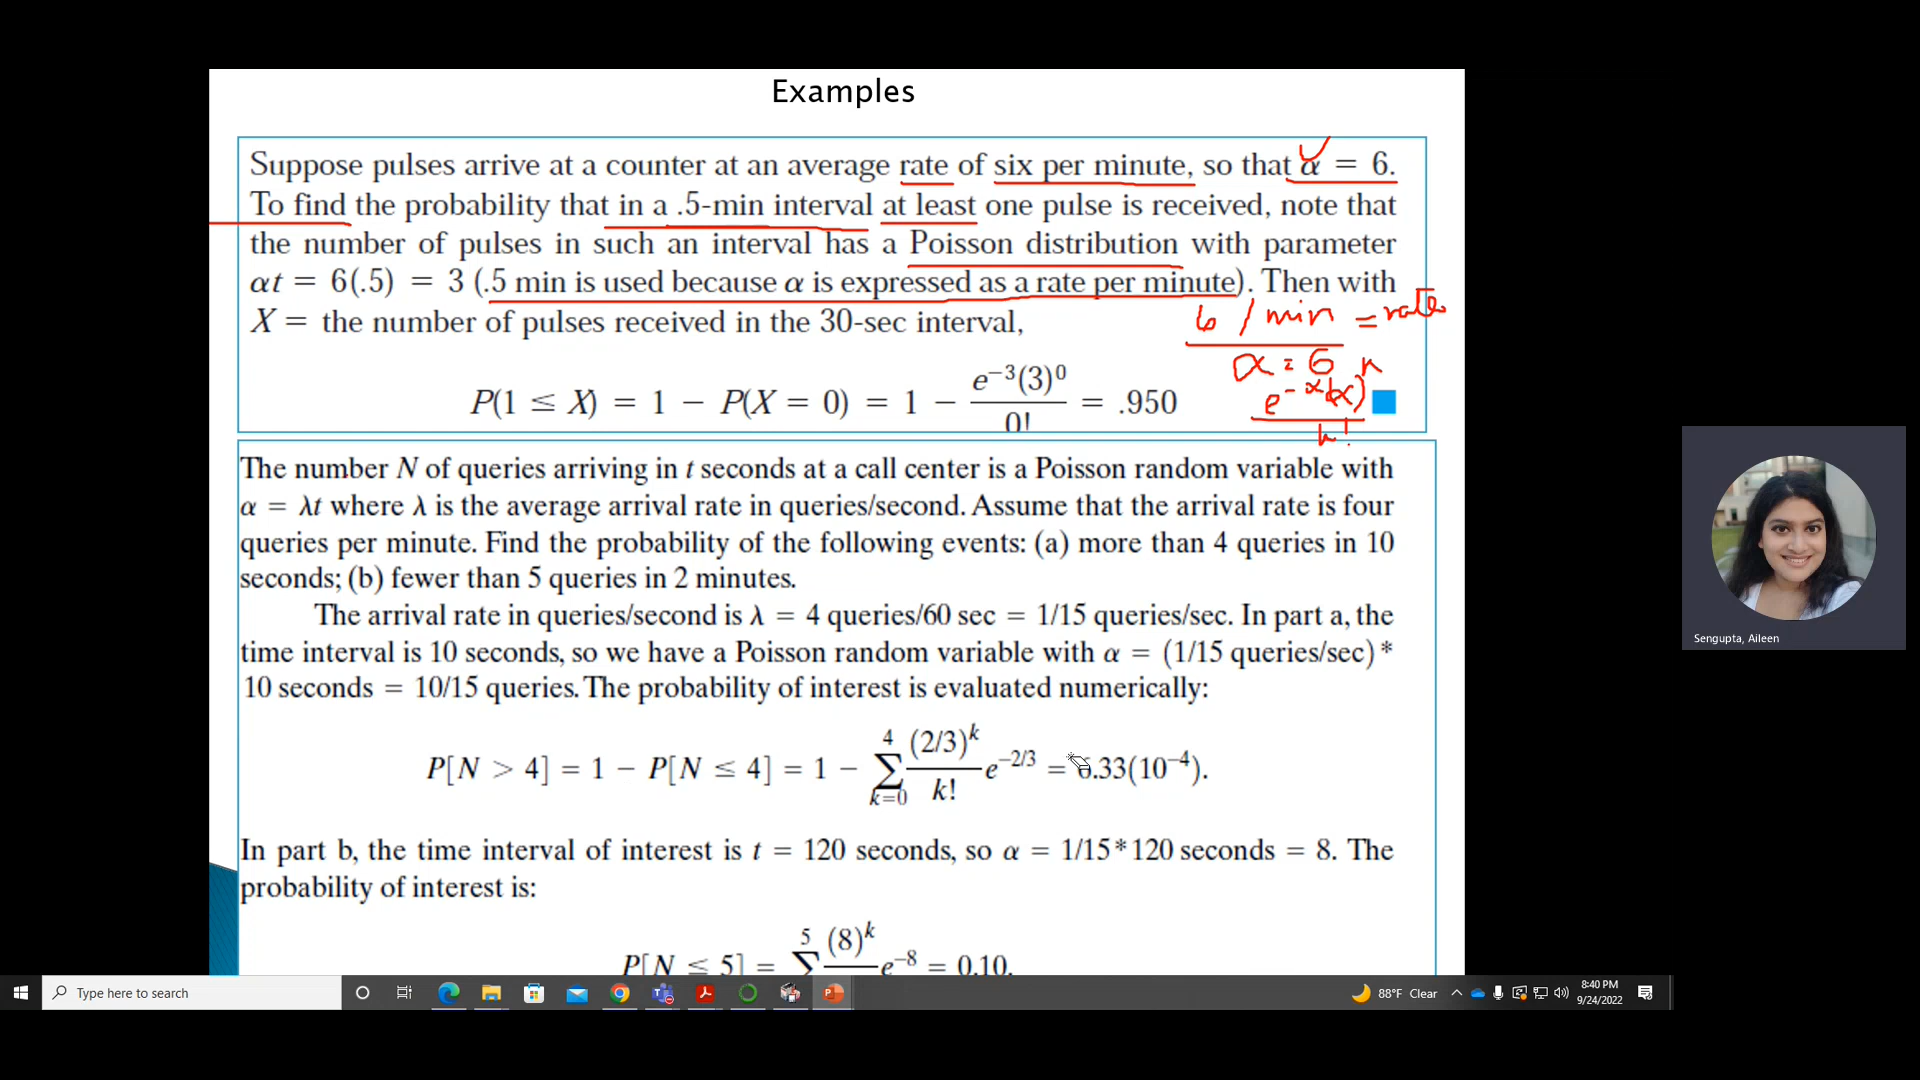 Examples
Suppose pulses arrive at a counter at an average rate of six per minute, so that α = 6.
To find the probability that in a .5-min interval at least one pulse is received, note that
the number of pulses in such an interval has a Poisson distribution with parameter
αt = 6(.5) = 3 (.5 min is used because α is expressed as a rate per minute). Then with
X = the number of pulses received in the 30-sec interval,
6 / min = rate
α = 6
P(1 ≤ X) = 1 − P(X = 0) = 1 − e⁻³(3)⁰ / 0! = .950
The number N of queries arriving in t seconds at a call center is a Poisson random variable with
α = λt where λ is the average arrival rate in queries/second. Assume that the arrival rate is four
queries per minute. Find the probability of the following events: (a) more than 4 queries in 10
seconds; (b) fewer than 5 queries in 2 minutes.
The arrival rate in queries/second is λ = 4 queries/60 sec = 1/15 queries/sec. In part a, the
time interval is 10 seconds, so we have a Poisson random variable with α = (1/15 queries/sec) *
10 seconds = 10/15 queries. The probability of interest is evaluated numerically:
P[N > 4] = 1 − P[N ≤ 4] = 1 − ∑ k=0 4 (2/3)ᵏ / k! e⁻²/³ = 6.33(10⁻⁴).
In part b, the time interval of interest is t = 120 seconds, so α = 1/15 * 120 seconds = 8. The
probability of interest is:
P[N ≤ 5] = ∑ 5 (8)ᵏ e⁻⁸ = 0.10.
Sengupta, Aileen
Type here to search
88°F Clear
8:40 PM
9/24/2022